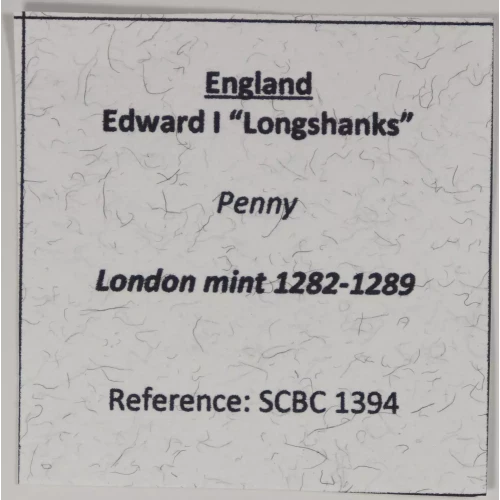 England
Edward I “Longshanks”
Penny
London mint 1282-1289
Reference: SCBC 1394